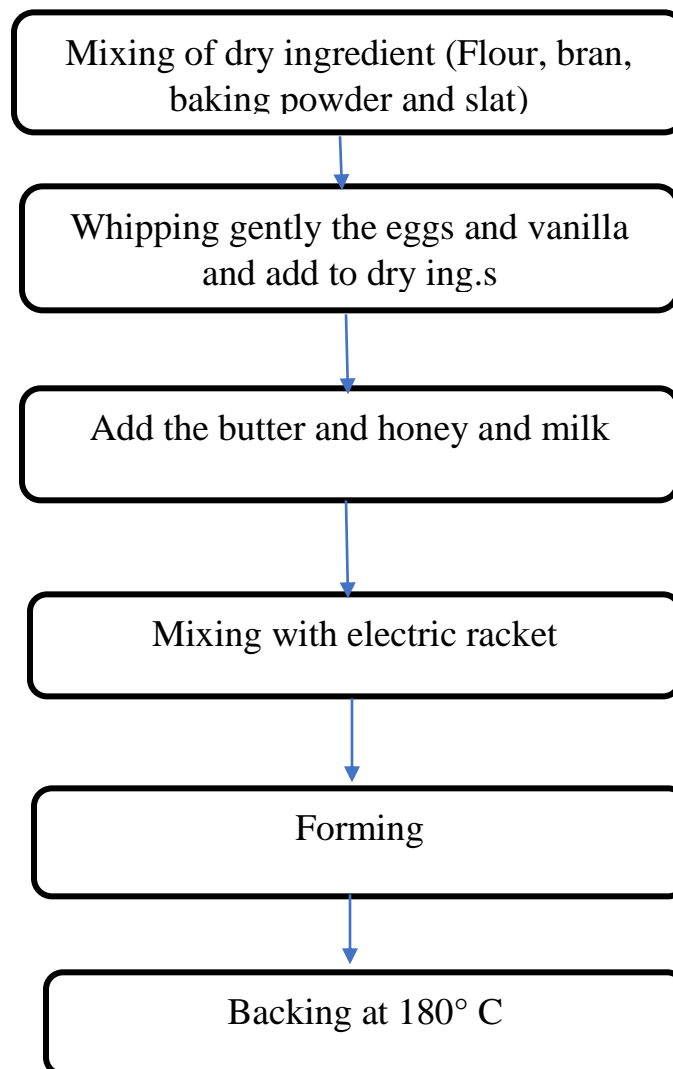 Mixing of dry ingredient (Flour, bran,
baking powder and slat)
Whipping gently the eggs and vanilla
and add to dry ing.s
Add the butter and honey and milk
Mixing with electric racket
Forming
Backing at 180° C